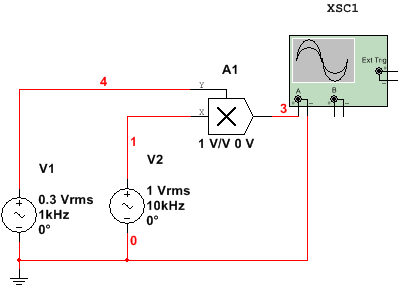 XSC1
Ext Trig
+
−
A
B
+ − + −
A1
4
Y
X
3
1 V/V 0 V
1
V1
V2
+
0.3 Vrms
1kHz
0°
+
1 Vrms
10kHz
0°
0